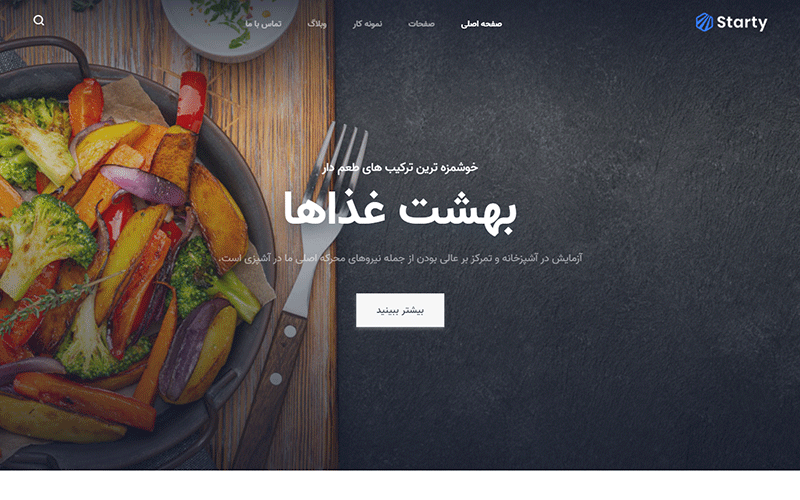 Starty
صفحه اصلی
صفحات
نمونه کار
وبلاگ
تماس با ما
خوشمزه ترین ترکیب های طعم دار
بهشت غذاها
آزمایش در آشپزخانه و تمرکز بر عالی بودن از جمله نیروهای محرکه اصلی ما در آشپزی است.
بیشتر ببینید